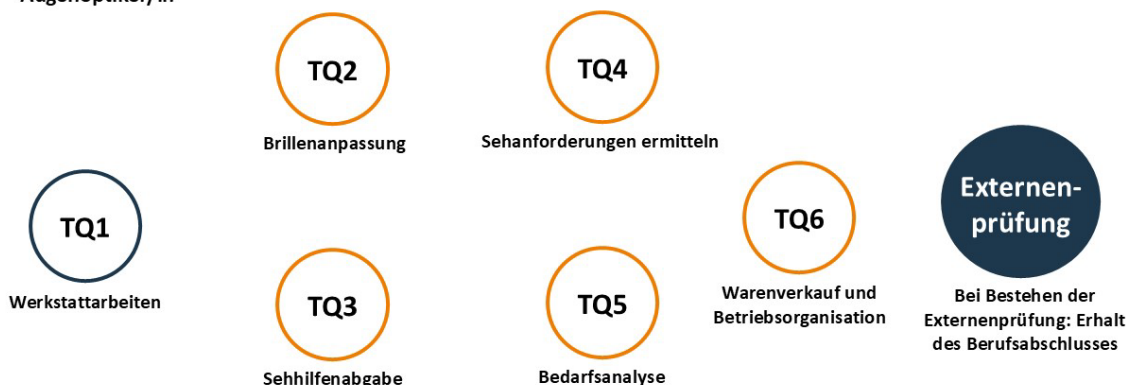 TQ2
Brillenanpassung
TQ4
Sehanforderungen ermitteln
TQ1
Werkstattarbeiten
TQ3
Sehhilfenabgabe
TQ5
Bedarfsanalyse
TQ6
Warenverkauf und
Betriebsorganisation
Externen-
prüfung
Bei Bestehen der
Externenprüfung: Erhalt
des Berufsabschlusses